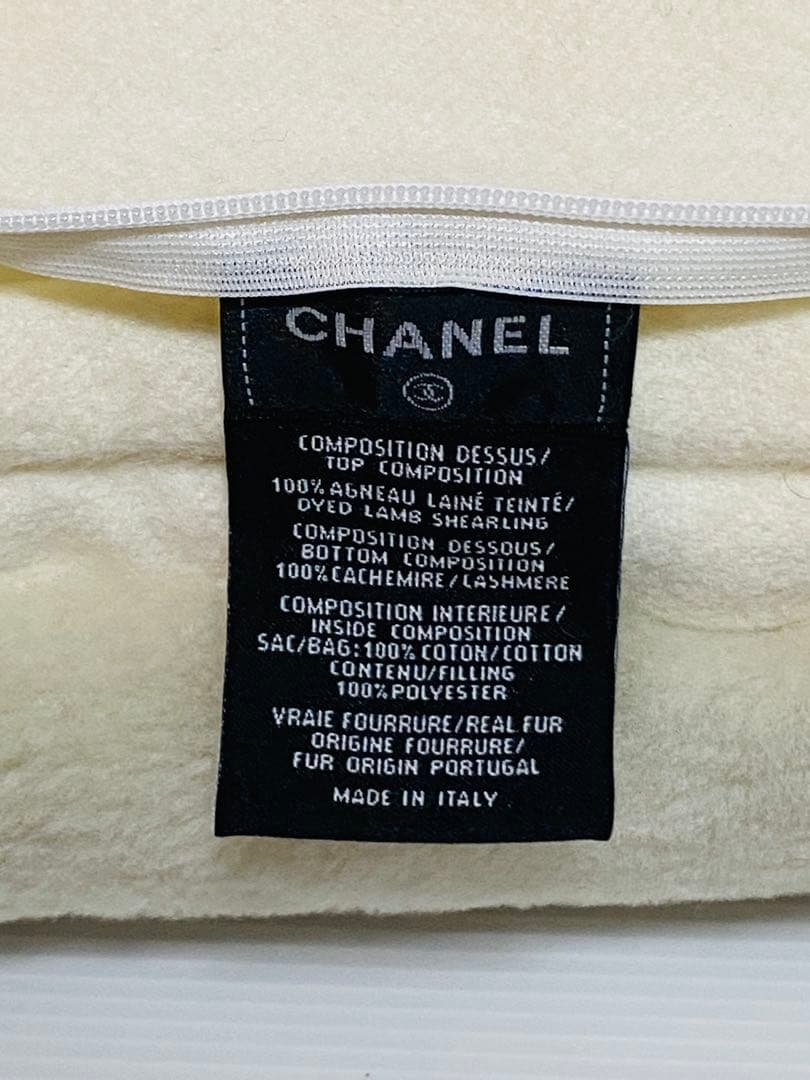 CHANEL
COMPOSITION DESSUS/
TOP COMPOSITION
100% AGNEAU LAINÉ TEINTÉ/
DYED LAMB SHEARLING
COMPOSITION DESSOUS/
BOTTOM COMPOSITION
100% CACHEMIRE/CASHMERE
COMPOSITION INTERIEURE/
INSIDE COMPOSITION
SAC/BAG: 100% COTON/COTTON
CONTENU/FILLING
100% POLYESTER
VRAIE FOURRURE/REAL FUR
ORIGINE FOURRURE/
FUR ORIGIN PORTUGAL
MADE IN ITALY